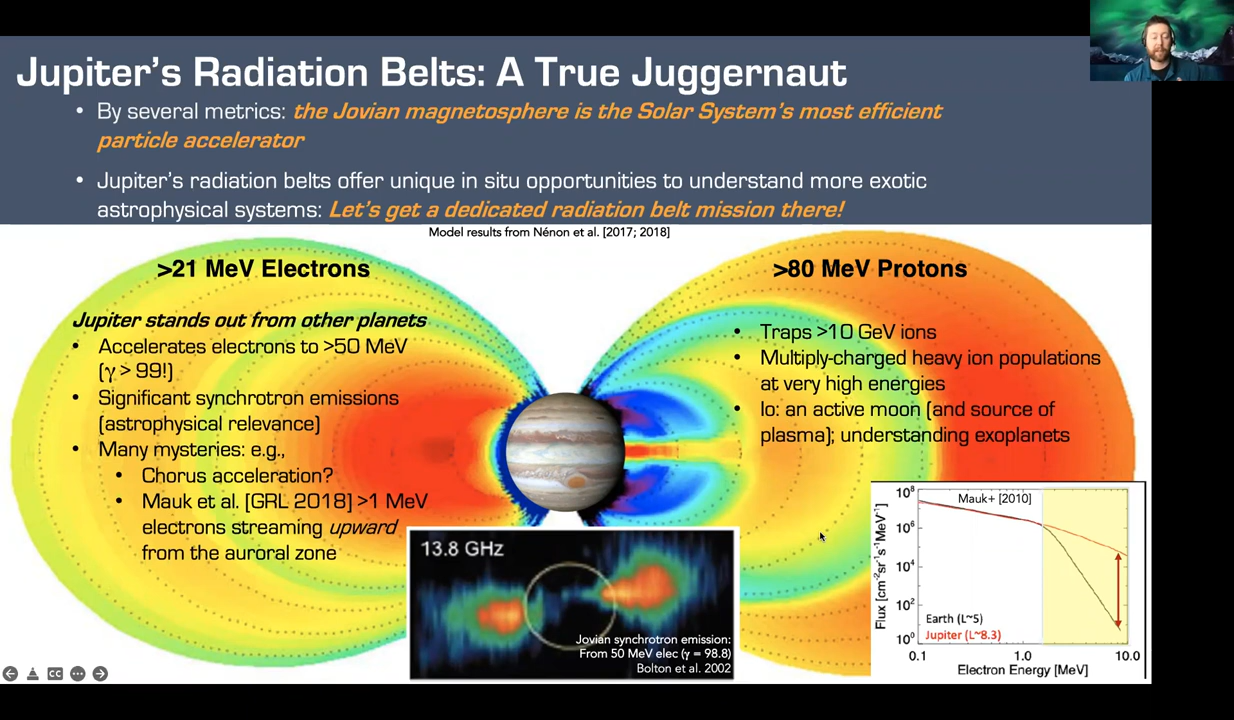 Jupiter's Radiation Belts: A True Juggernaut
• By several metrics: the Jovian magnetosphere is the Solar System's most efficient
particle accelerator
• Jupiter's radiation belts offer unique in situ opportunities to understand more exotic
astrophysical systems: Let's get a dedicated radiation belt mission there!
Model results from Nénon et al. [2017; 2018]
>21 MeV Electrons
Jupiter stands out from other planets
• Accelerates electrons to >50 MeV
(γ > 99!)
• Significant synchrotron emissions
(astrophysical relevance)
• Many mysteries: e.g.,
• Chorus acceleration?
• Mauk et al. [GRL 2018] >1 MeV
electrons streaming upward
from the auroral zone
>80 MeV Protons
• Traps >10 GeV ions
• Multiply-charged heavy ion populations
at very high energies
• Io: an active moon (and source of
plasma); understanding exoplanets
13.8 GHz
Jovian synchrotron emission:
From 50 MeV elec (γ = 98.8)
Bolton et al. 2002
Mauk+ [2010]
Flux [cm⁻²sr⁻¹s⁻¹MeV⁻¹]
10⁸
10⁶
10⁴
10²
10⁰
Earth (L~5)
Jupiter (L~8.3)
0.1 1.0 10.0
Electron Energy [MeV]
CC